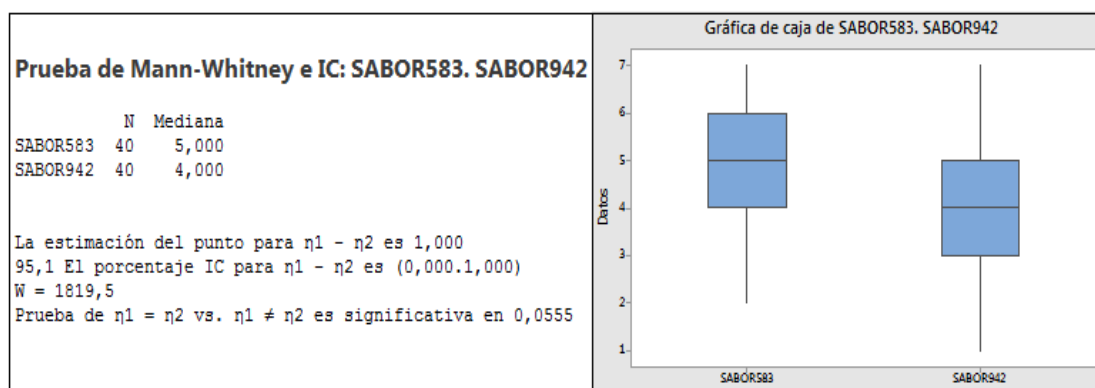 Prueba de Mann-Whitney e IC: SABOR583. SABOR942
N Mediana
SABOR583 40 5,000
SABOR942 40 4,000
La estimación del punto para η1 - η2 es 1,000
95,1 El porcentaje IC para η1 - η2 es (0,000.1,000)
W = 1819,5
Prueba de η1 = η2 vs. η1 ≠ η2 es significativa en 0,0555
Gráfica de caja de SABOR583. SABOR942
Datos
7
6
5
4
3
2
1
SABOR583 SABOR942